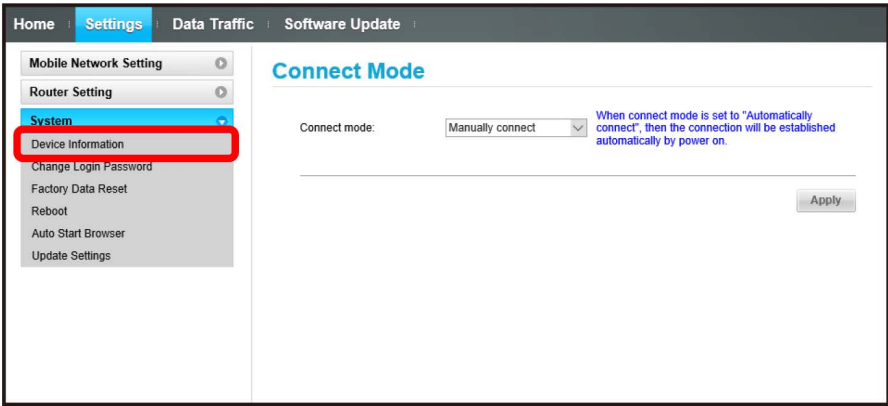 Home Settings Data Traffic Software Update
Mobile Network Setting
Router Setting
System
Device Information
Change Login Password
Factory Data Reset
Reboot
Auto Start Browser
Update Settings
Connect Mode
Connect mode: Manually connect
When connect mode is set to "Automatically
connect", then the connection will be established
automatically by power on.
Apply